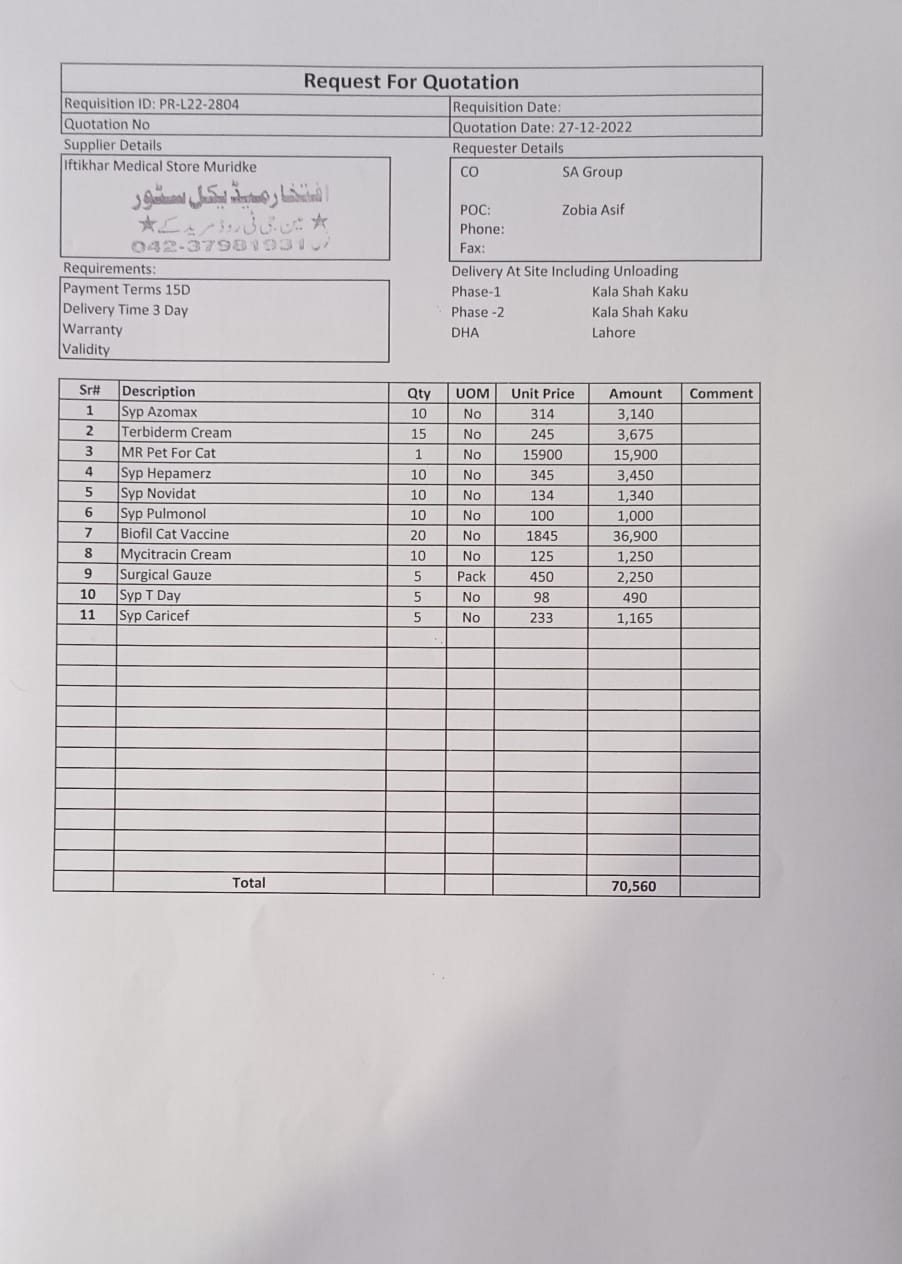 Request For Quotation
Requisition ID: PR-L22-2804 Requisition Date:
Quotation No Quotation Date: 27-12-2022
Supplier Details Requester Details
Iftikhar Medical Store Muridke
CO SA Group
افتخار میڈیکل سٹور
POC: Zobia Asif
مین جی ٹی روڈ مریدکے
Phone:
042-37981931
Fax:
Requirements: Delivery At Site Including Unloading
Payment Terms 15D Phase-1 Kala Shah Kaku
Delivery Time 3 Day Phase -2 Kala Shah Kaku
Warranty DHA Lahore
Validity
Sr# Description Qty UOM Unit Price Amount Comment
1 Syp Azomax 10 No 314 3,140
2 Terbiderm Cream 15 No 245 3,675
3 MR Pet For Cat 1 No 15900 15,900
4 Syp Hepamerz 10 No 345 3,450
5 Syp Novidat 10 No 134 1,340
6 Syp Pulmonol 10 No 100 1,000
7 Biofil Cat Vaccine 20 No 1845 36,900
8 Mycitracin Cream 10 No 125 1,250
9 Surgical Gauze 5 Pack 450 2,250
10 Syp T Day 5 No 98 490
11 Syp Caricef 5 No 233 1,165
Total 70,560